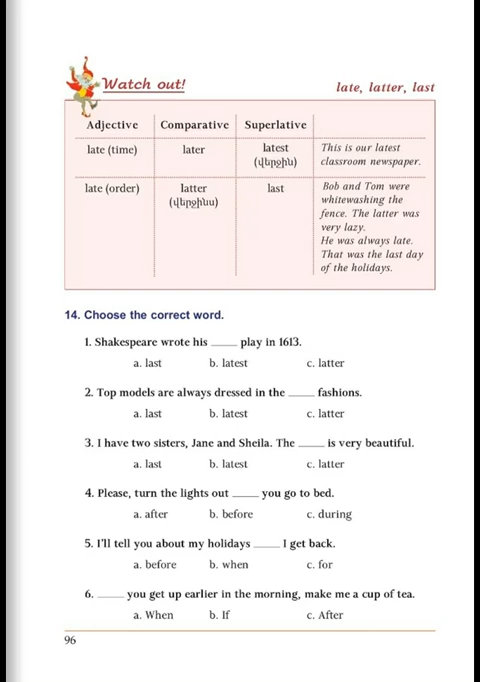 Watch out!
late, latter, last
Adjective Comparative Superlative
late (time) later latest (վերջին) This is our latest classroom newspaper.
late (order) latter (վերջինս) last Bob and Tom were whitewashing the fence. The latter was very lazy.
He was always late.
That was the last day of the holidays.
14. Choose the correct word.
1. Shakespeare wrote his ____ play in 1613.
a. last b. latest c. latter
2. Top models are always dressed in the ____ fashions.
a. last b. latest c. latter
3. I have two sisters, Jane and Sheila. The ____ is very beautiful.
a. last b. latest c. latter
4. Please, turn the lights out ____ you go to bed.
a. after b. before c. during
5. I'll tell you about my holidays ____ I get back.
a. before b. when c. for
6. ____ you get up earlier in the morning, make me a cup of tea.
a. When b. If c. After
96